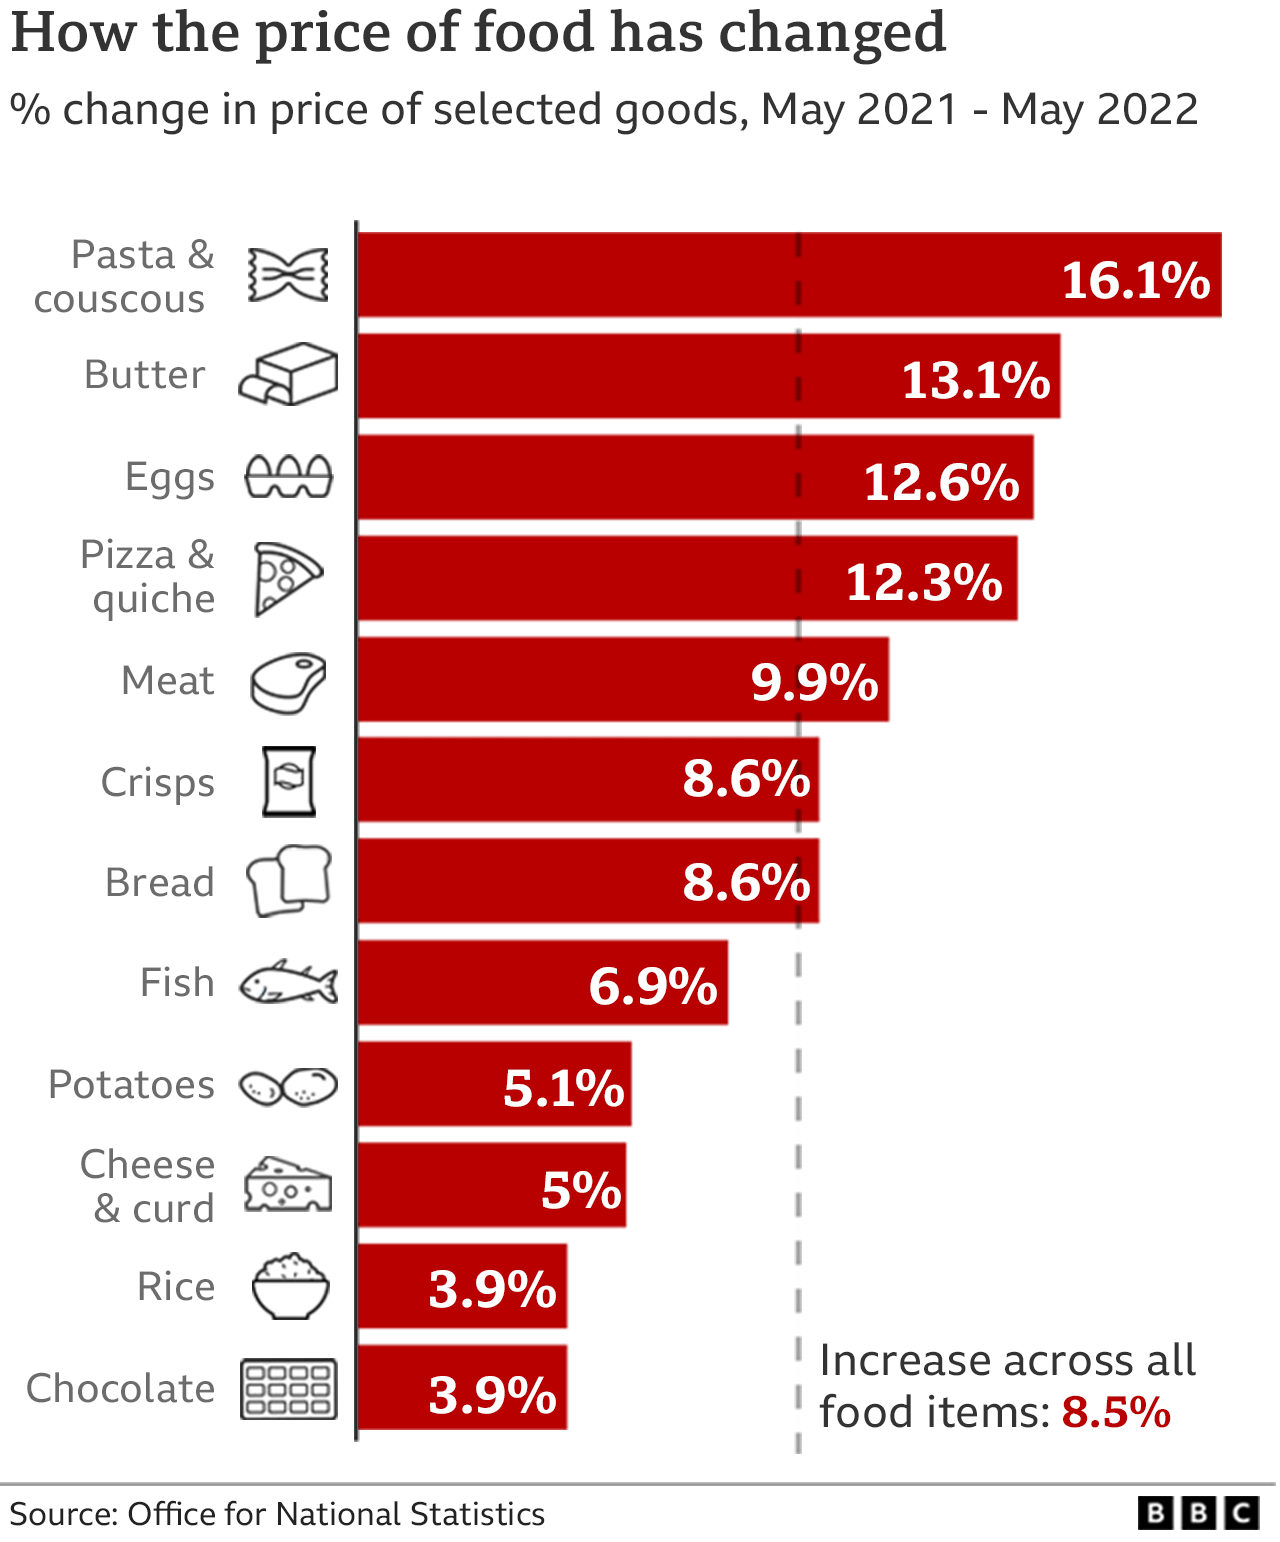 How the price of food has changed
% change in price of selected goods, May 2021 - May 2022
Pasta &
couscous
16.1%
Butter
13.1%
Eggs
12.6%
Pizza &
quiche
12.3%
Meat
9.9%
Crisps
8.6%
Bread
8.6%
Fish
6.9%
Potatoes
5.1%
Cheese
& curd
5%
Rice
3.9%
Chocolate
3.9%
Increase across all
food items: 8.5%
Source: Office for National Statistics
BBC